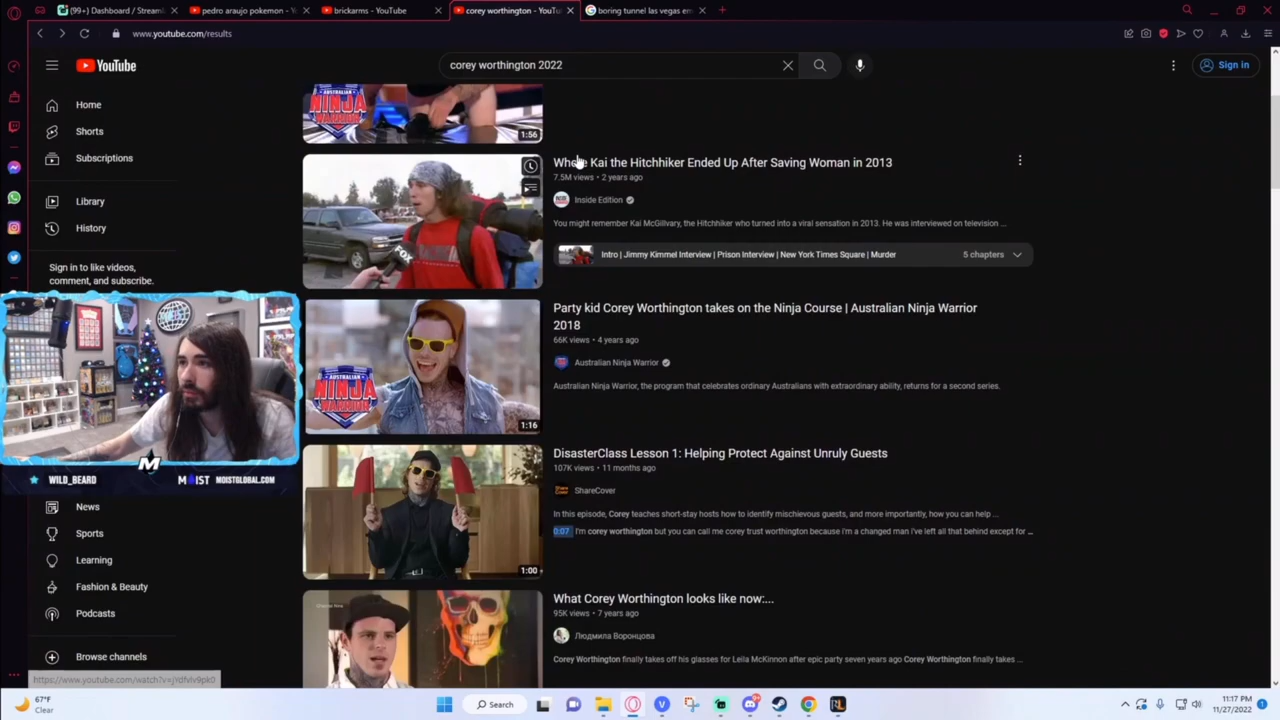 (99+) Dashboard / Streaml
pedro araujo pokemon - Y
brickarms - YouTube
corey worthington - YouTu
boring tunnel las vegas em
www.youtube.com/results
YouTube
corey worthington 2022
Sign in
Home
Shorts
Subscriptions
Library
History
Sign in to like videos,
comment, and subscribe.
AUSTRALIAN
NINJA
WARRIOR
1:56
FOX
Where Kai the Hitchhiker Ended Up After Saving Woman in 2013
7.5M views • 2 years ago
Inside Edition
You might remember Kai McGillvary, the Hitchhiker who turned into a viral sensation in 2013. He was interviewed on television ...
Intro | Jimmy Kimmel Interview | Prison Interview | New York Times Square | Murder
5 chapters
AUSTRALIAN
NINJA
WARRIOR
1:16
Party kid Corey Worthington takes on the Ninja Course | Australian Ninja Warrior
2018
66K views • 4 years ago
Australian Ninja Warrior
Australian Ninja Warrior, the program that celebrates ordinary Australians with extraordinary ability, returns for a second series.
M
WILD_BEARD
MOIST
MOISTGLOBAL.COM
1:00
DisasterClass Lesson 1: Helping Protect Against Unruly Guests
107K views • 11 months ago
ShareCover
In this episode, Corey teaches short-stay hosts how to identify mischievous guests, and more importantly, how you can help ...
0:07 I'm corey worthington but you can call me corey trust worthington because i'm a changed man i've left all that behind except for ...
News
Sports
Learning
Fashion & Beauty
Podcasts
Browse channels
What Corey Worthington looks like now:...
95K views • 7 years ago
Людмила Воронцова
Corey Worthington finally takes off his glasses for Leila McKinnon after epic party seven years ago Corey Worthington finally takes ...
67°F
Clear
Search
11:17 PM
11/27/2022